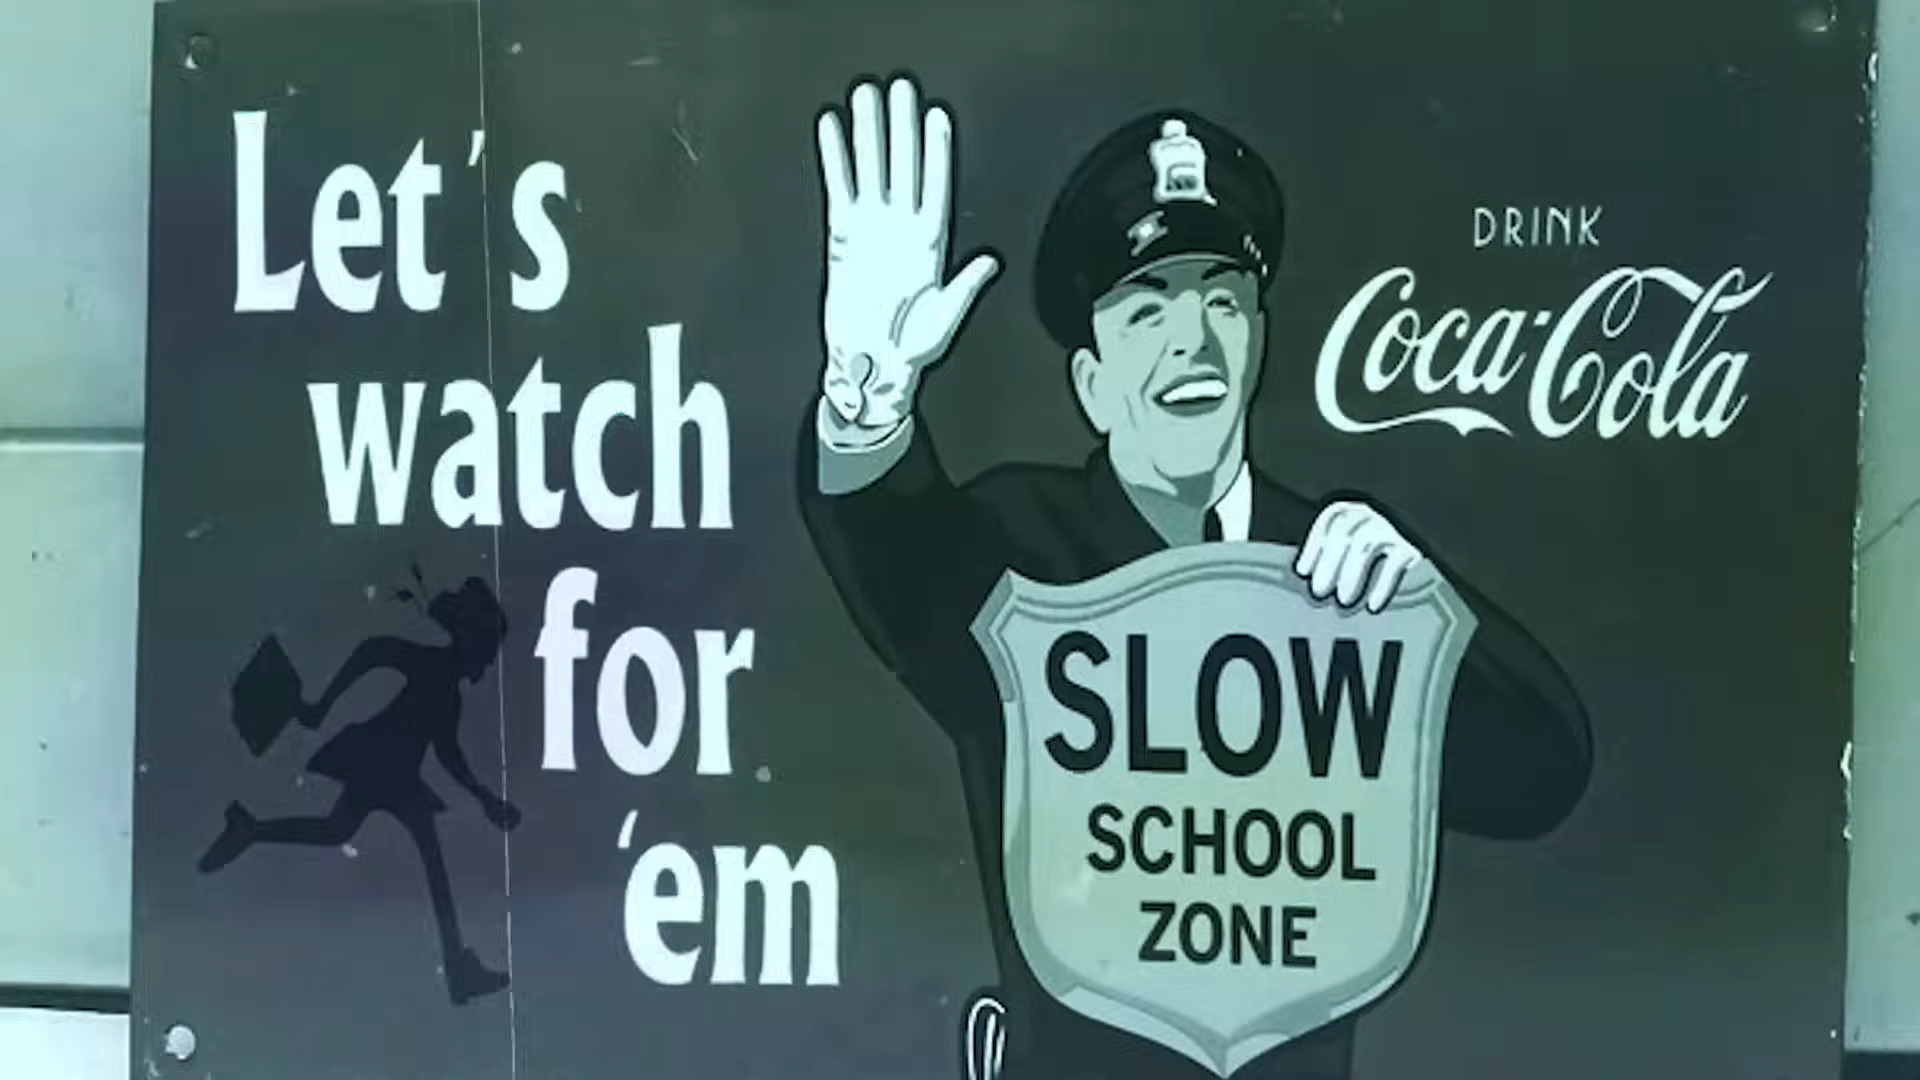 Let's
watch
for
'em
DRINK
Coca-Cola
SLOW
SCHOOL
ZONE